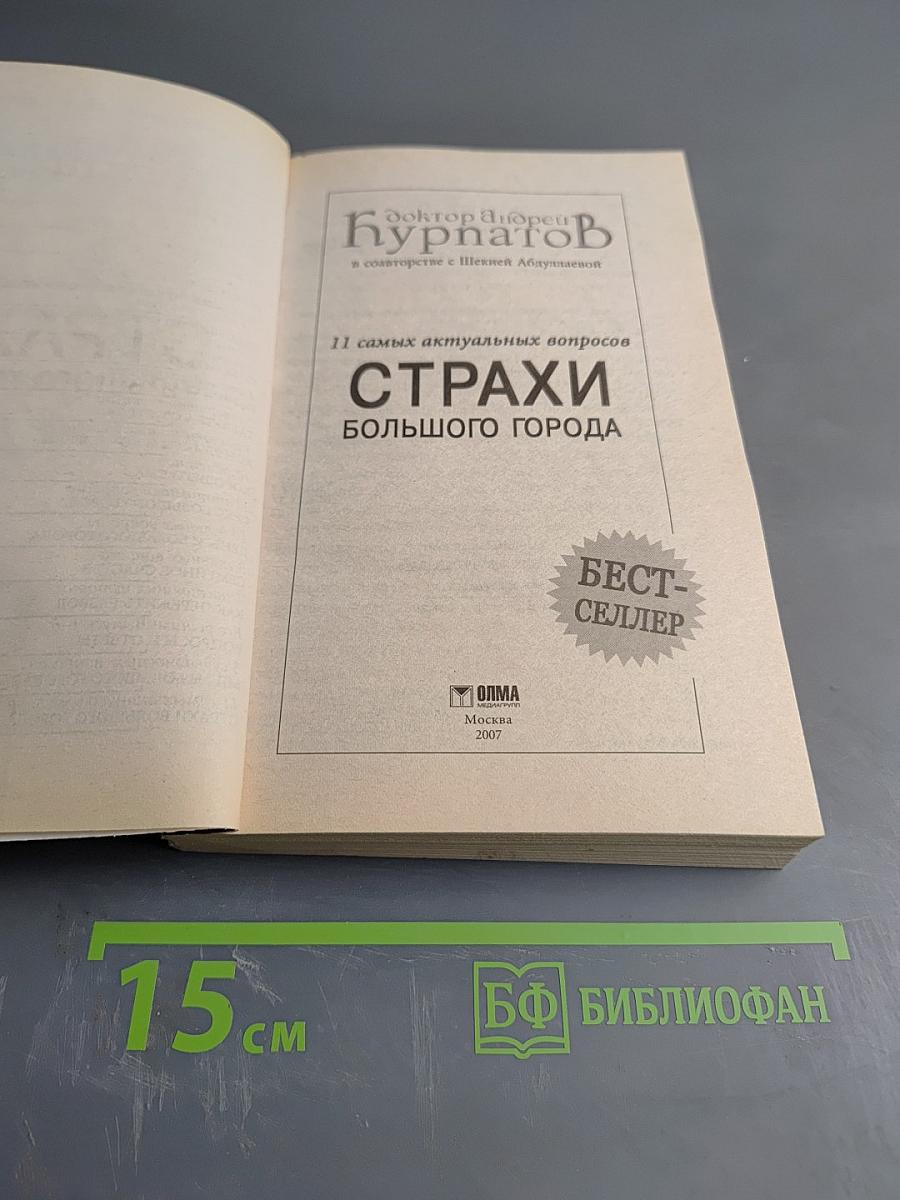 доктор Андрей
Курпатов
в соавторстве с Шекией Абдуллаевой
11 самых актуальных вопросов
СТРАХИ
БОЛЬШОГО ГОРОДА
БЕСТ-
СЕЛЛЕР
ОЛМА
МЕДИАГРУПП
Москва
2007
15 см
БФ БИБЛИОФАН